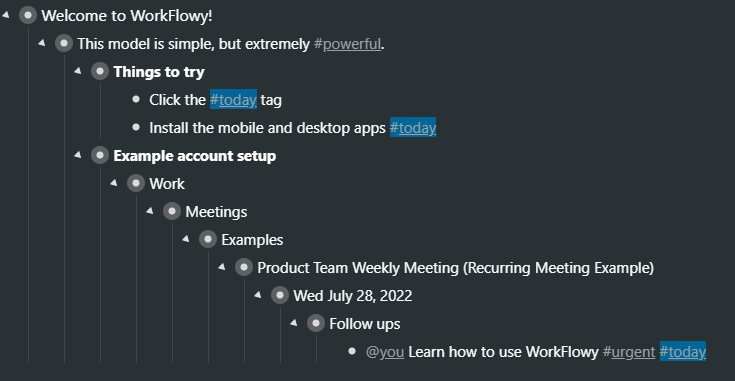 Welcome to WorkFlowy!
This model is simple, but extremely #powerful.
Things to try
Click the #today tag
Install the mobile and desktop apps #today
Example account setup
Work
Meetings
Examples
Product Team Weekly Meeting (Recurring Meeting Example)
Wed July 28, 2022
Follow ups
@you Learn how to use WorkFlowy #urgent #today